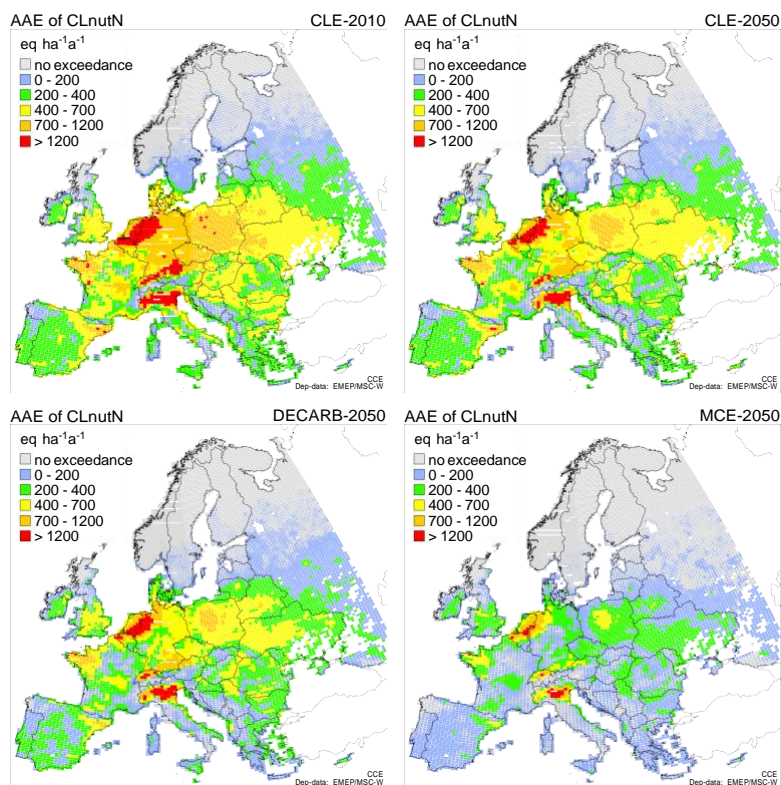 AAE of CLnutN CLE-2010
eq ha⁻¹a⁻¹
no exceedance
0 - 200
200 - 400
400 - 700
700 - 1200
> 1200
CCE
Dep-data: EMEP/MSC-W
AAE of CLnutN CLE-2050
eq ha⁻¹a⁻¹
no exceedance
0 - 200
200 - 400
400 - 700
700 - 1200
> 1200
CCE
Dep-data: EMEP/MSC-W
AAE of CLnutN DECARB-2050
eq ha⁻¹a⁻¹
no exceedance
0 - 200
200 - 400
400 - 700
700 - 1200
> 1200
CCE
Dep-data: EMEP/MSC-W
AAE of CLnutN MCE-2050
eq ha⁻¹a⁻¹
no exceedance
0 - 200
200 - 400
400 - 700
700 - 1200
> 1200
CCE
Dep-data: EMEP/MSC-W